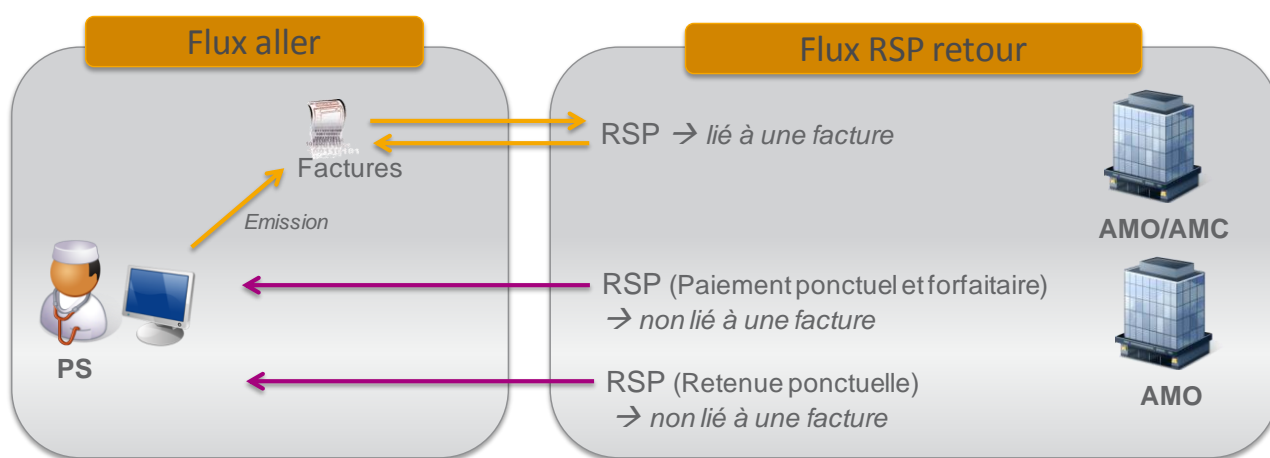 Flux aller
Flux RSP retour
Factures
Emission
PS
RSP → lié à une facture
AMO/AMC
RSP (Paiement ponctuel et forfaitaire)
→ non lié à une facture
RSP (Retenue ponctuelle)
→ non lié à une facture
AMO